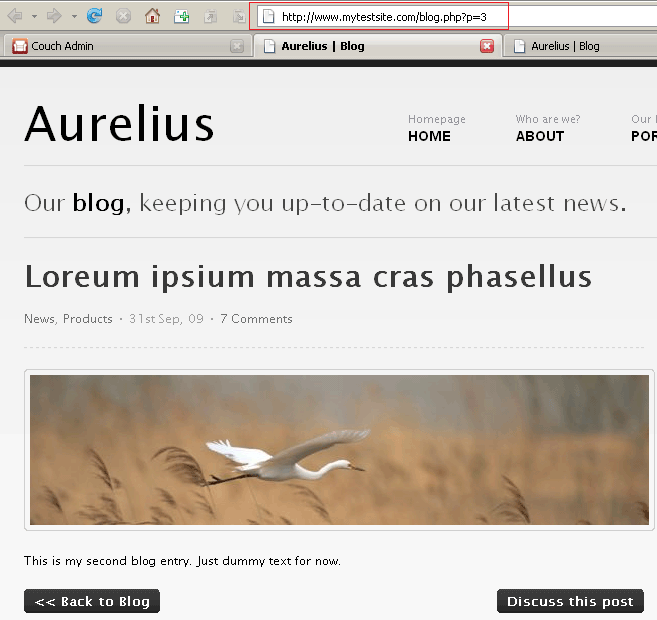 http://www.mytestsite.com/blog.php?p=3
Couch Admin
Aurelius | Blog
Aurelius | Blog
Aurelius
Homepage
HOME
Who are we?
ABOUT
Our
POR
Our blog, keeping you up-to-date on our latest news.
Loreum ipsium massa cras phasellus
News, Products • 31st Sep, 09 • 7 Comments
This is my second blog entry. Just dummy text for now.
<< Back to Blog
Discuss this post